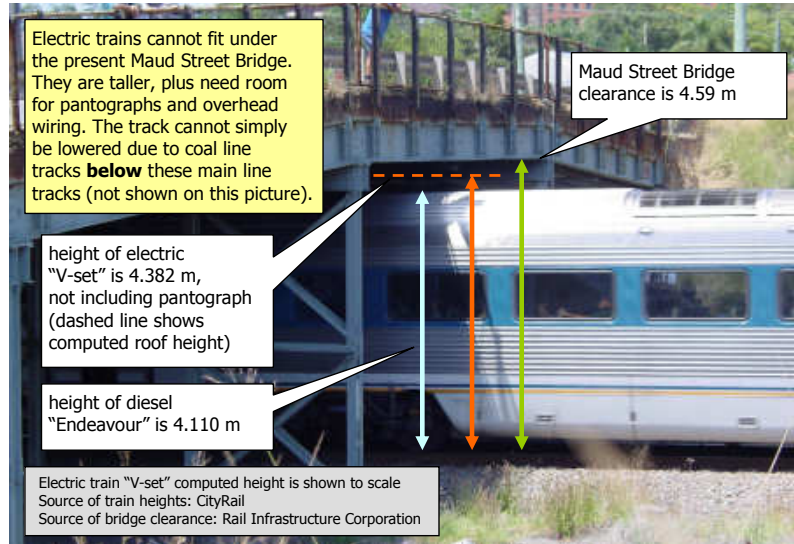 Electric trains cannot fit under
the present Maud Street Bridge.
They are taller, plus need room
for pantographs and overhead
wiring. The track cannot simply
be lowered due to coal line
tracks below these main line
tracks (not shown on this picture).
Maud Street Bridge
clearance is 4.59 m
height of electric
“V-set” is 4.382 m,
not including pantograph
(dashed line shows
computed roof height)
height of diesel
“Endeavour” is 4.110 m
Electric train “V-set” computed height is shown to scale
Source of train heights: CityRail
Source of bridge clearance: Rail Infrastructure Corporation